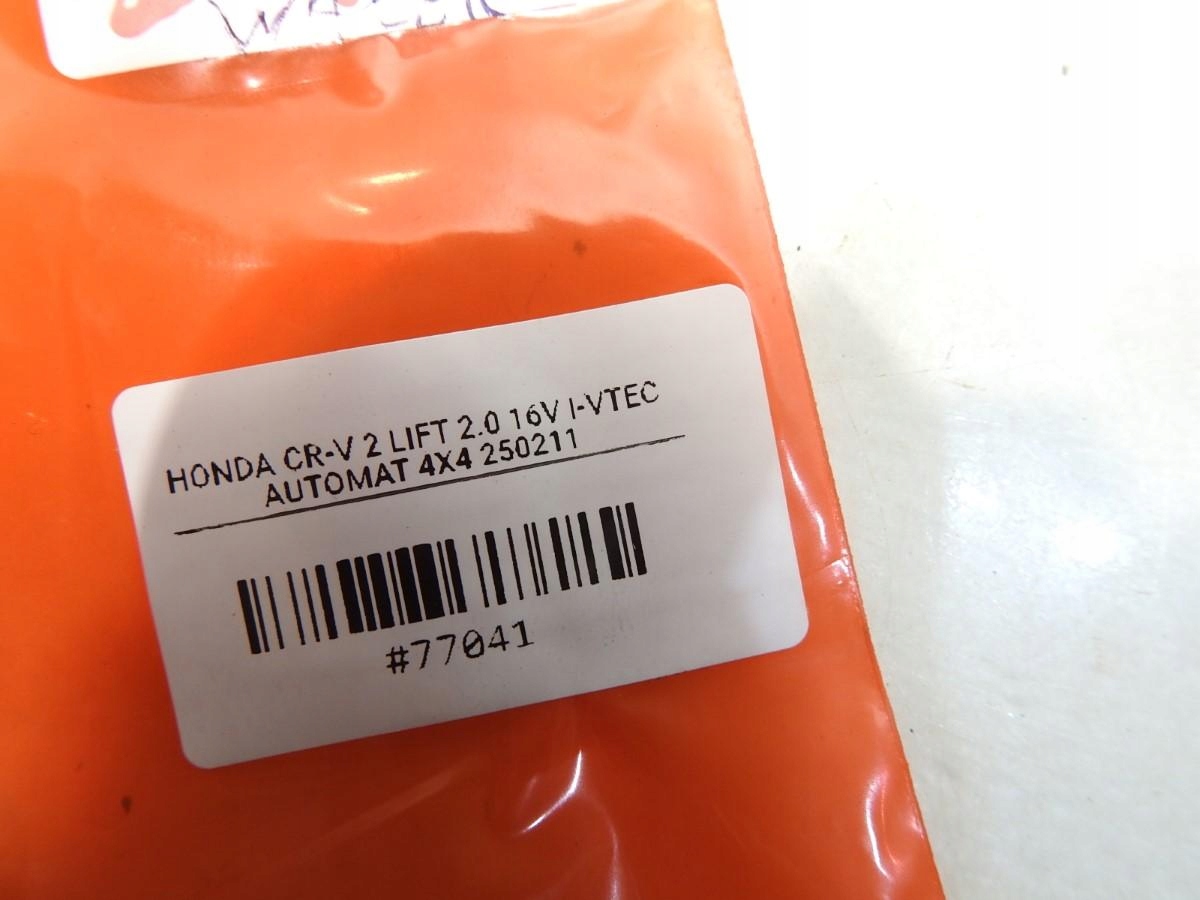 HONDA CR-V 2 LIFT 2.0 16V I-VTEC
AUTOMAT 4X4 250211
#77041